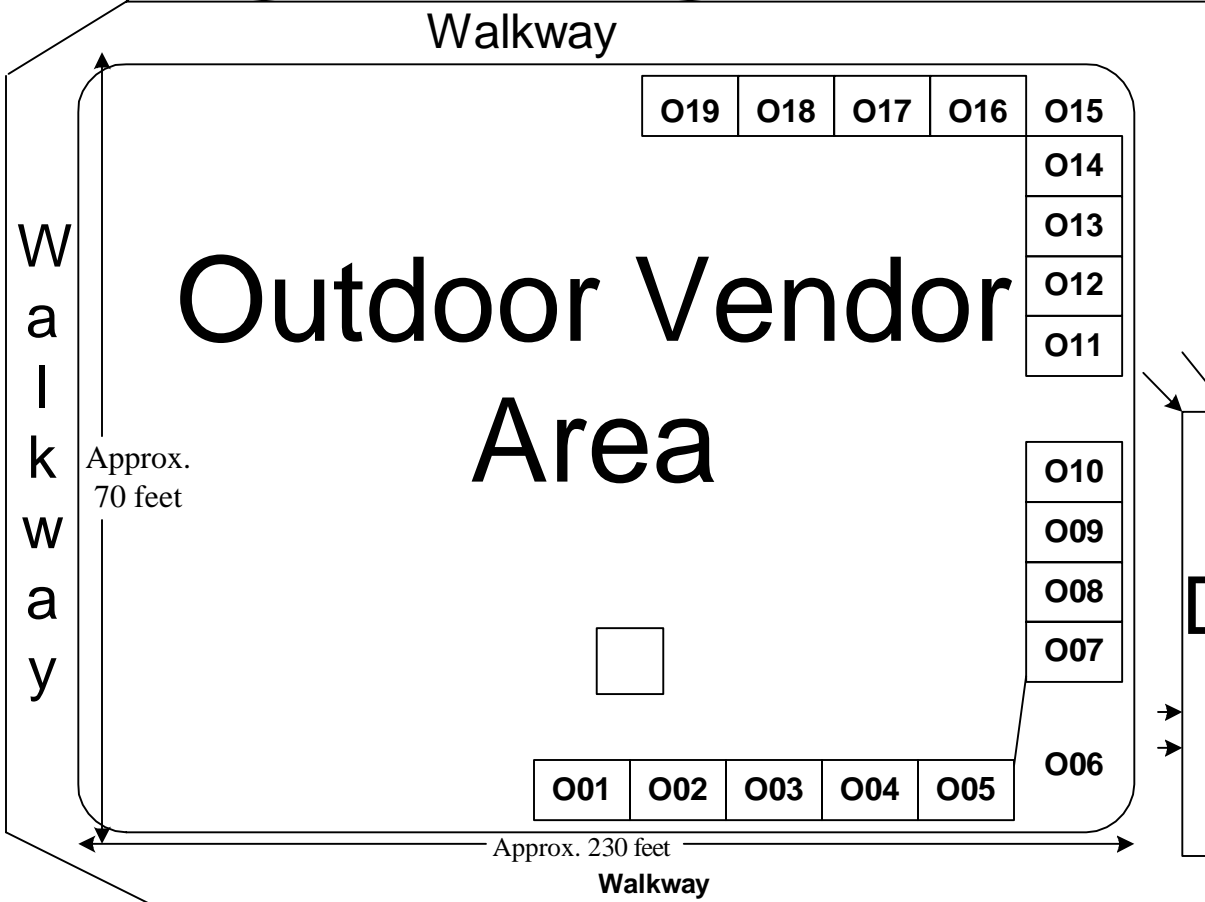 Walkway
O19 O18 O17 O16 O15
O14
O13
O12
O11
Walkway
Outdoor Vendor
Area
Approx.
70 feet
O10
O09
O08
O07
O06
O01 O02 O03 O04 O05
Approx. 230 feet
Walkway